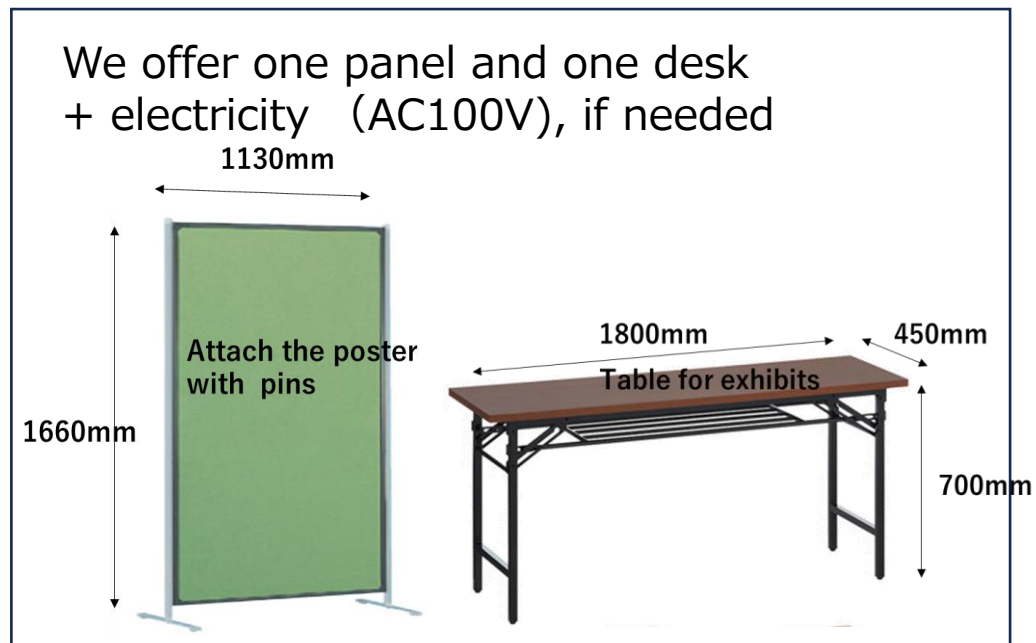 We offer one panel and one desk
+ electricity （AC100V), if needed
1130mm
Attach the poster
with pins
1660mm
1800mm
450mm
Table for exhibits
700mm